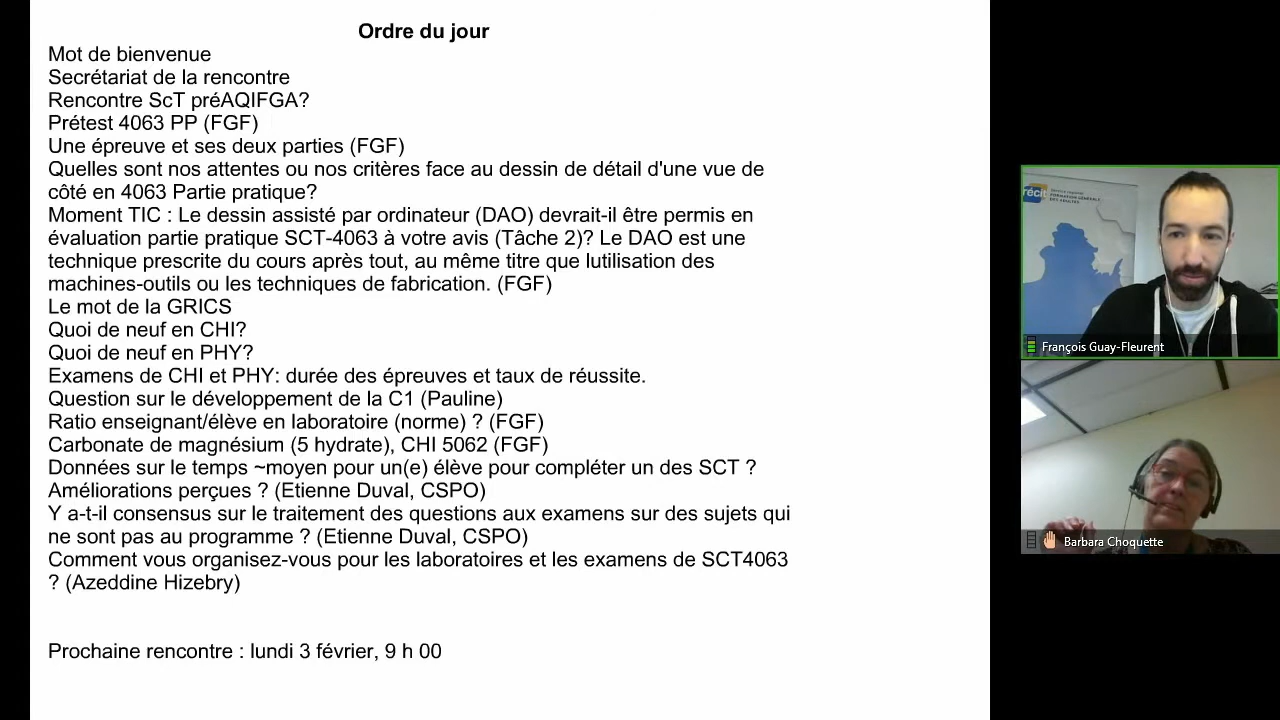 Ordre du jour
Mot de bienvenue
Secrétariat de la rencontre
Rencontre ScT préAQIFGA?
Prétest 4063 PP (FGF)
Une épreuve et ses deux parties (FGF)
Quelles sont nos attentes ou nos critères face au dessin de détail d'une vue de
côté en 4063 Partie pratique?
Moment TIC : Le dessin assisté par ordinateur (DAO) devrait-il être permis en
évaluation partie pratique SCT-4063 à votre avis (Tâche 2)? Le DAO est une
technique prescrite du cours après tout, au même titre que lutilisation des
machines-outils ou les techniques de fabrication. (FGF)
Le mot de la GRICS
Quoi de neuf en CHI?
Quoi de neuf en PHY?
Examens de CHI et PHY: durée des épreuves et taux de réussite.
Question sur le développement de la C1 (Pauline)
Ratio enseignant/élève en laboratoire (norme) ? (FGF)
Carbonate de magnésium (5 hydrate), CHI 5062 (FGF)
Données sur le temps ~moyen pour un(e) élève pour compléter un des SCT ?
Améliorations perçues ? (Etienne Duval, CSPO)
Y a-t-il consensus sur le traitement des questions aux examens sur des sujets qui
ne sont pas au programme ? (Etienne Duval, CSPO)
Comment vous organisez-vous pour les laboratoires et les examens de SCT4063
? (Azeddine Hizebry)
Prochaine rencontre : lundi 3 février, 9 h 00
récit
FORMATION GÉNÉRALE
DES ADULTES
François Guay-Fleurent
Barbara Choquette